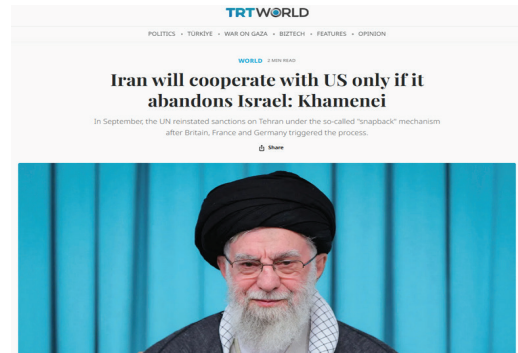 TRTWORLD
POLITICS • TÜRKİYE • WAR ON GAZA • BIZTECH • FEATURES • OPINION
WORLD 2 MIN READ
Iran will cooperate with US only if it
abandons Israel: Khamenei
In September, the UN reinstated sanctions on Tehran under the so-called "snapback" mechanism
after Britain, France and Germany triggered the process.
Share